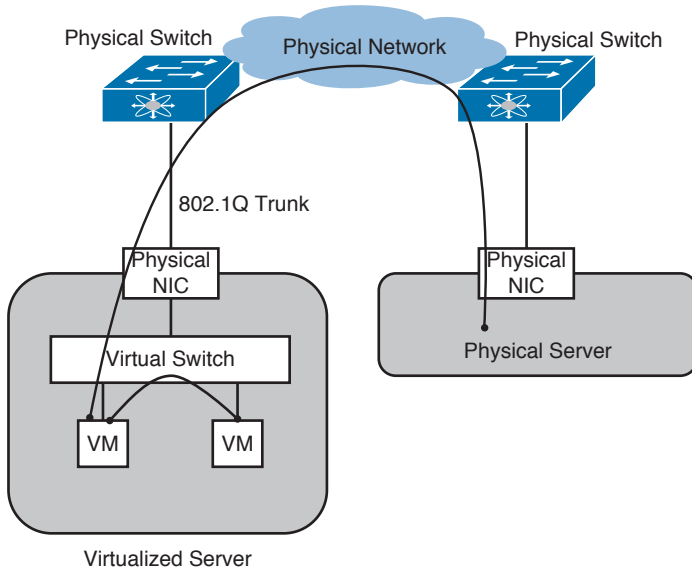 Physical Switch
Physical Network
Physical Switch
802.1Q Trunk
Physical
NIC
Physical
NIC
Virtual Switch
Physical Server
VM
VM
Virtualized Server